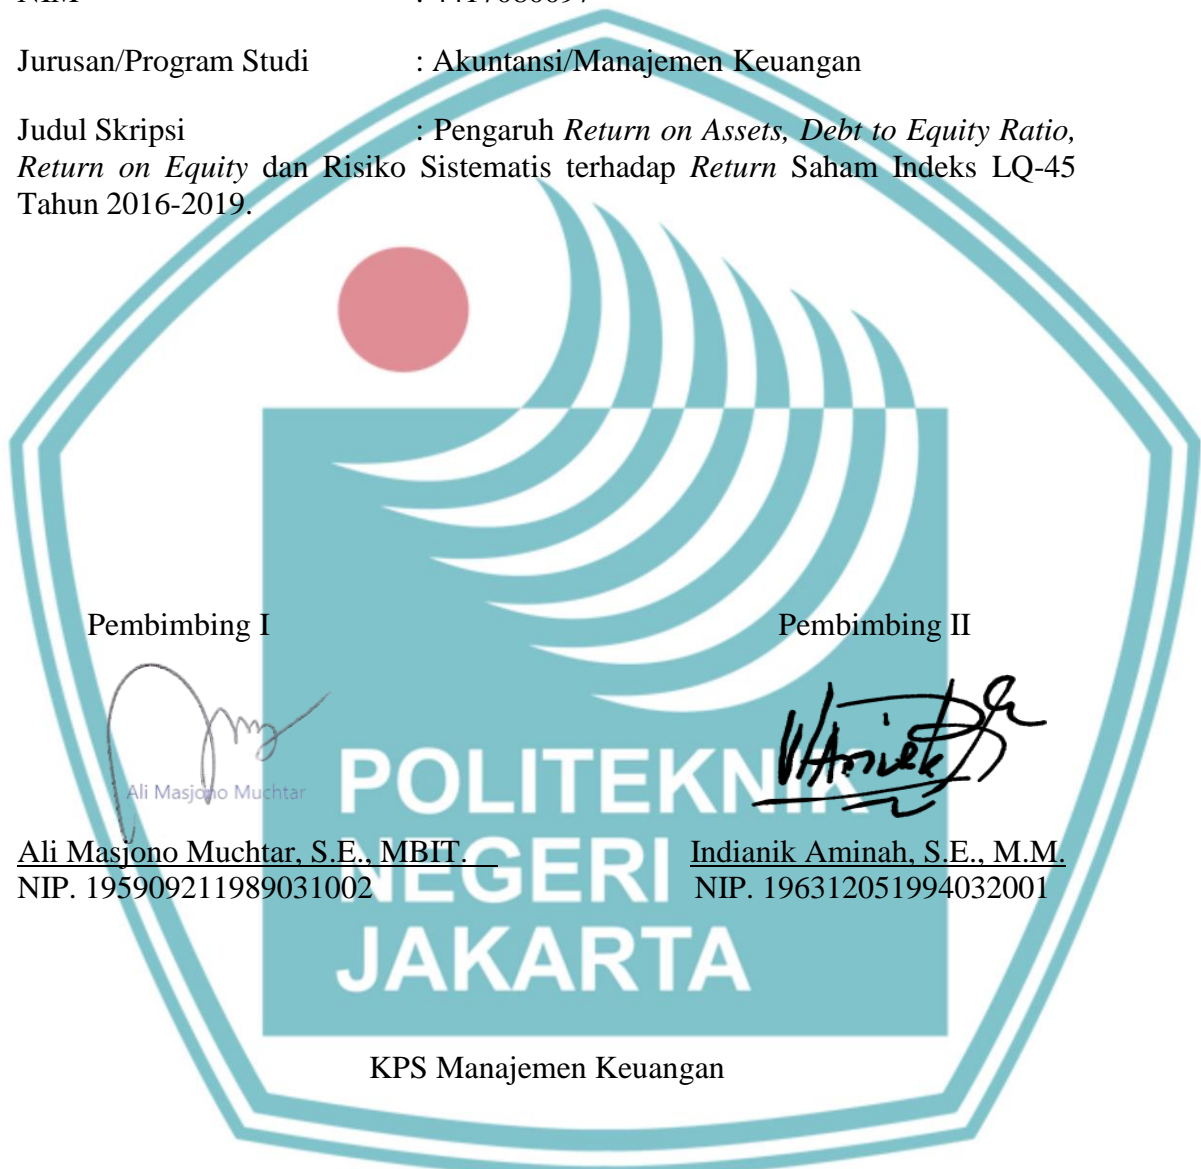 Jurusan/Program Studi : Akuntansi/Manajemen Keuangan
Judul Skripsi : Pengaruh Return on Assets, Debt to Equity Ratio,
Return on Equity dan Risiko Sistematis terhadap Return Saham Indeks LQ-45
Tahun 2016-2019.
Pembimbing I Pembimbing II
Ali Masjono Muchtar
Ali Masjono Muchtar, S.E., MBIT. Indianik Aminah, S.E., M.M.
NIP. 195909211989031002 NIP. 196312051994032001
POLITEKNIK
NEGERI
JAKARTA
KPS Manajemen Keuangan